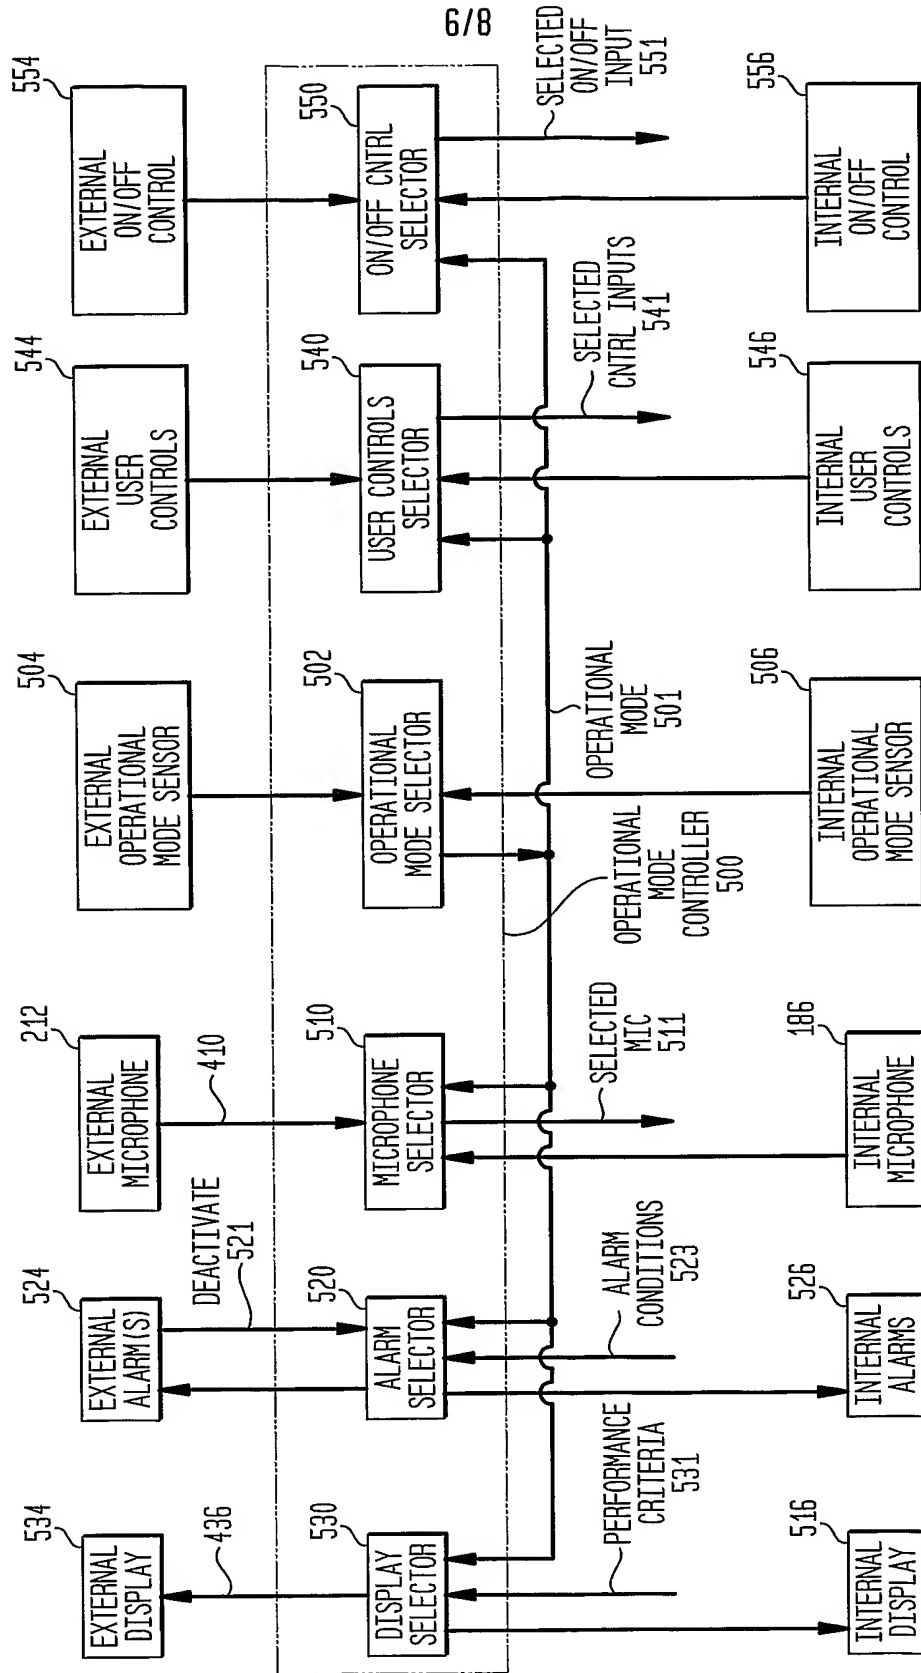 8/9
534
EXTERNAL
DISPLAY
436
524
EXTERNAL
ALARM(S)
DEACTIVATE
521
212
EXTERNAL
MICROPHONE
410
504
EXTERNAL
OPERATIONAL
MODE SENSOR
544
EXTERNAL
USER
CONTROLS
554
EXTERNAL
ON/OFF
CONTROL
530
DISPLAY
SELECTOR
520
ALARM
SELECTOR
510
MICROPHONE
SELECTOR
502
OPERATIONAL
MODE SELECTOR
540
USER CONTROLS
SELECTOR
550
ON/OFF CNTRL
SELECTOR
PERFORMANCE
CRITERIA
531
ALARM
CONDITIONS
523
SELECTED
MIC
511
OPERATIONAL
MODE
CONTROLLER
500
OPERATIONAL
MODE
501
SELECTED
CNTRL INPUTS
541
SELECTED
ON/OFF
INPUT
551
516
INTERNAL
DISPLAY
526
INTERNAL
ALARMS
186
INTERNAL
MICROPHONE
506
INTERNAL
OPERATIONAL
MODE SENSOR
546
INTERNAL
USER
CONTROLS
556
INTERNAL
ON/OFF
CONTROL